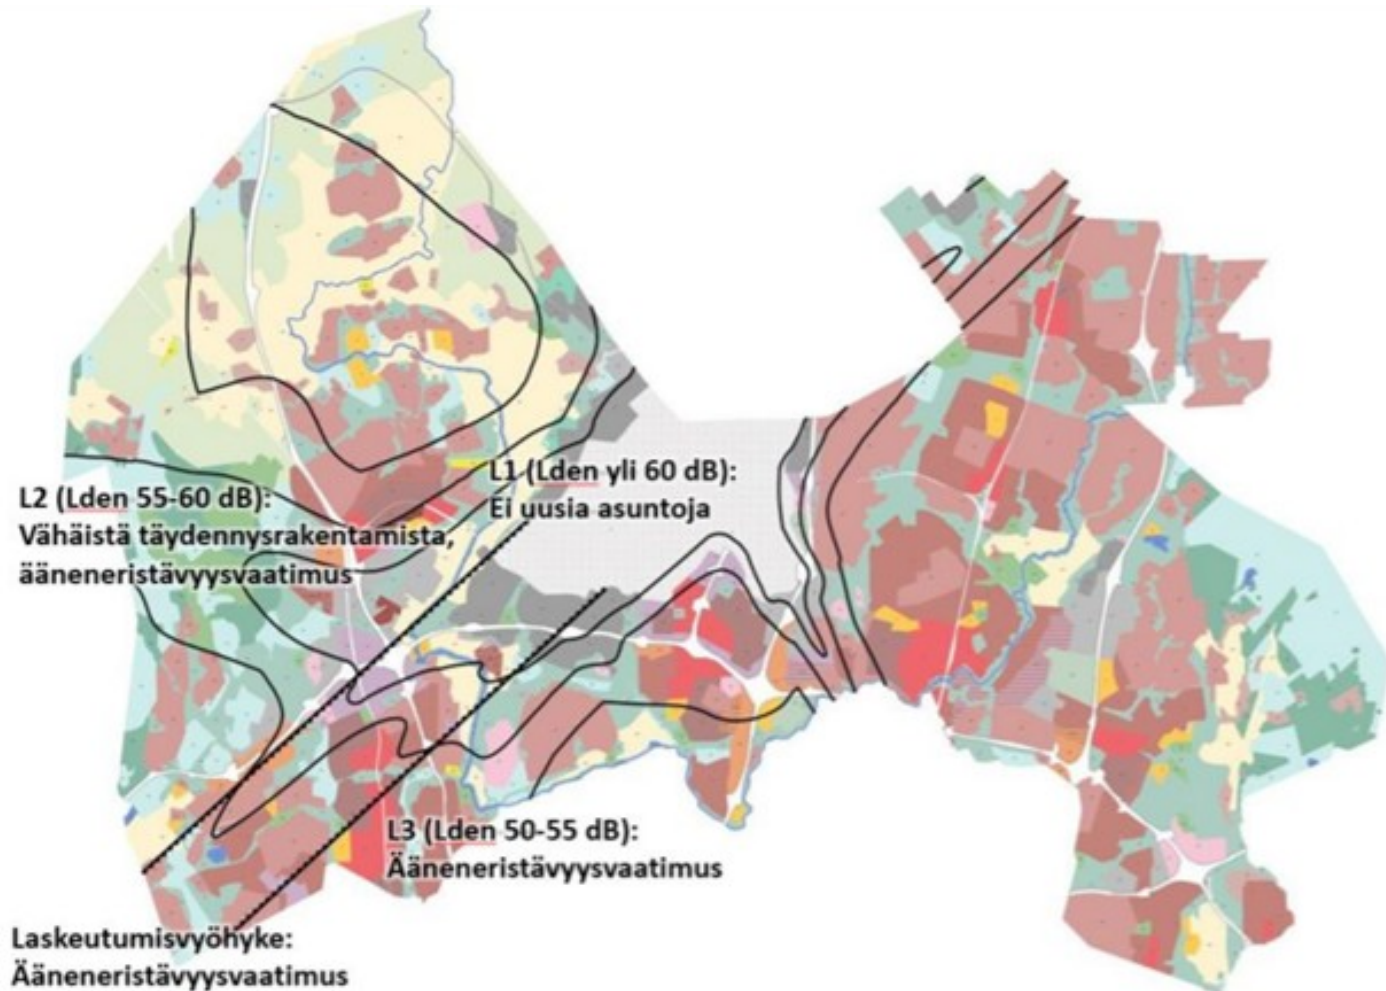 L1 (Lden yli 60 dB):
Ei uusia asuntoja
L2 (Lden 55-60 dB):
Vähäistä täydennysrakentamista,
ääneneristävyysvaatimus
L3 (Lden 50-55 dB):
Ääneneristävyysvaatimus
Laskeutumisvyöhyke:
Ääneneristävyysvaatimus